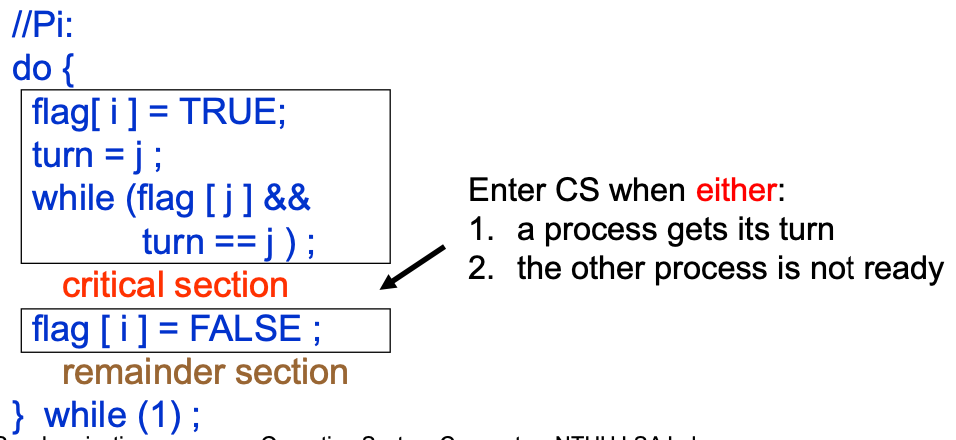 //Pi:
do {
flag[ i ] = TRUE;
turn = j ;
while (flag [ j ] &&
turn == j ) ;
critical section
flag [ i ] = FALSE ;
remainder section
} while (1) ;
Enter CS when either:
1. a process gets its turn
2. the other process is not ready